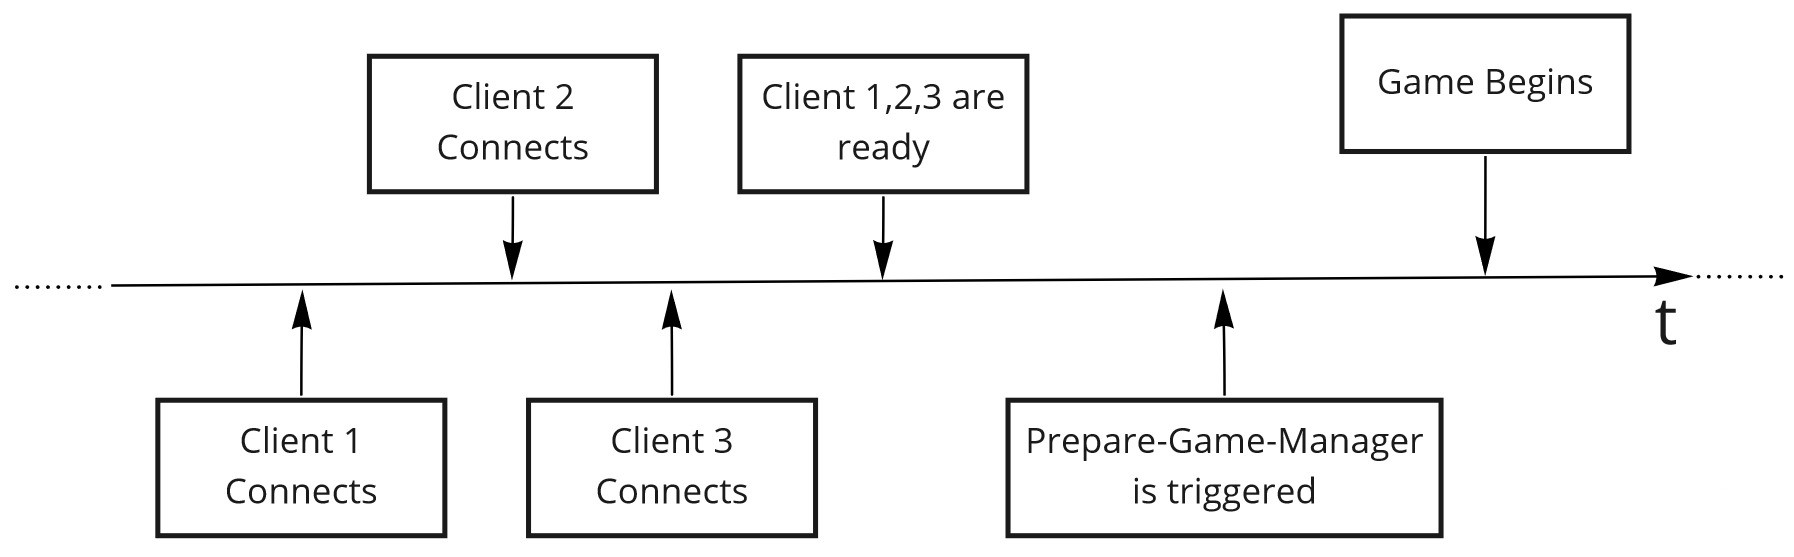 Client 2
Connects
Client 1,2,3 are
ready
Game Begins
t
Client 1
Connects
Client 3
Connects
Prepare-Game-Manager
is triggered